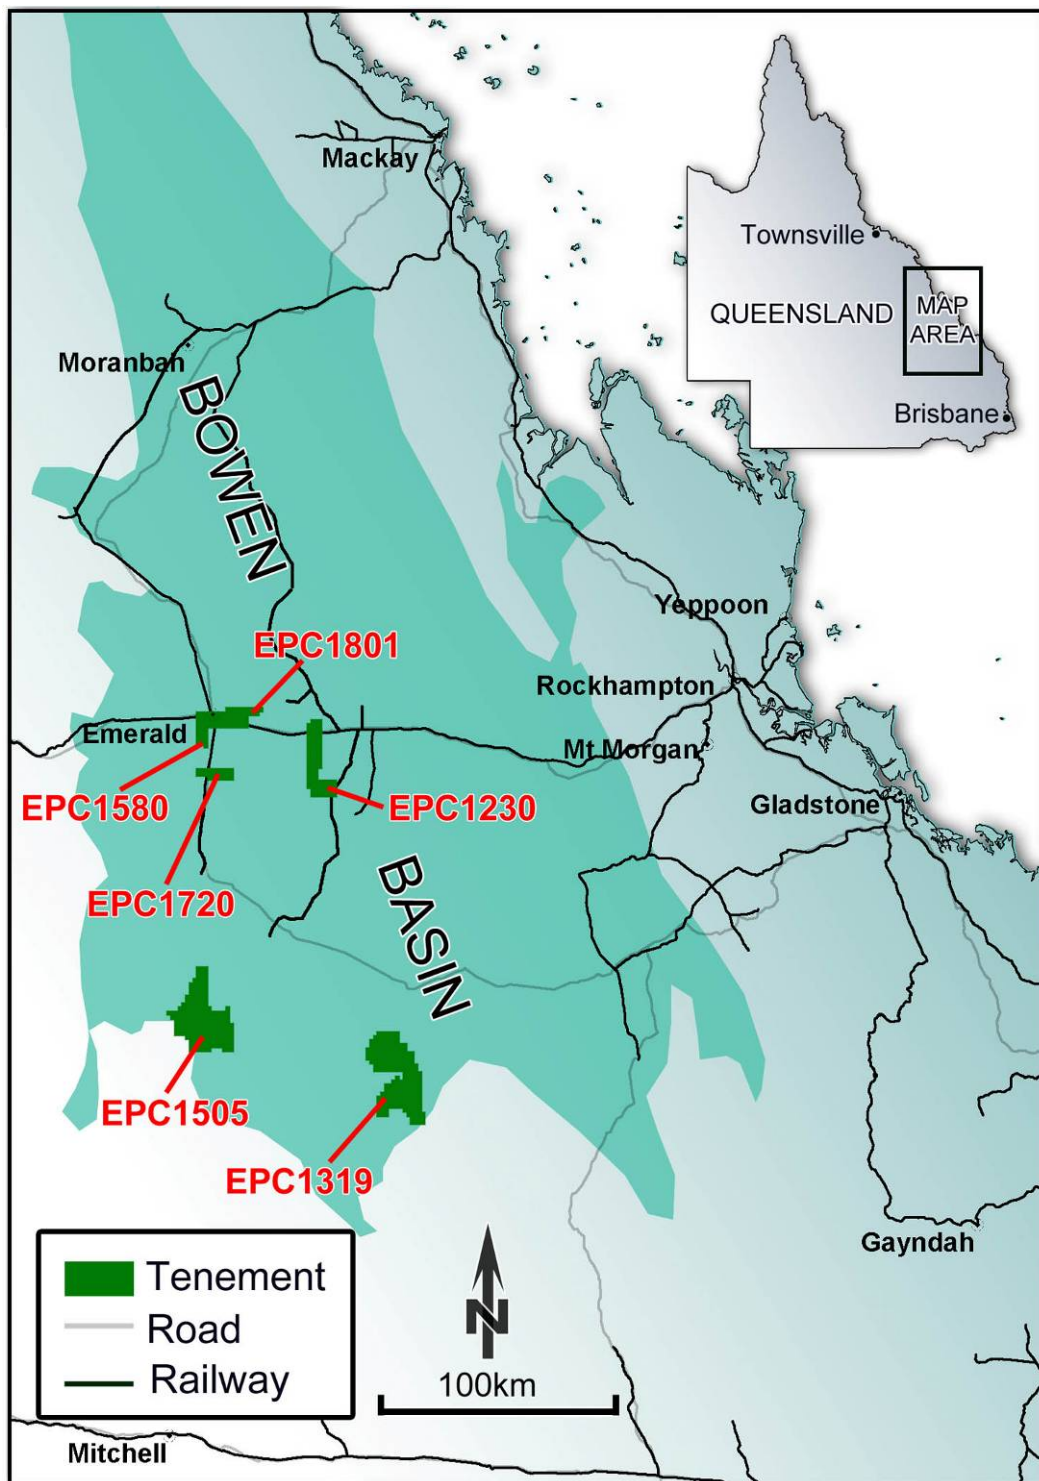 Mackay
Townsville
QUEENSLAND
MAP
AREA
Brisbane
Moranbah
BOWEN
Yeppoon
EPC1801
Rockhampton
Emerald
Mt Morgan
EPC1580
EPC1230
Gladstone
EPC1720
BASIN
EPC1505
EPC1319
Gayndah
Tenement
Road
Railway
N
100km
Mitchell